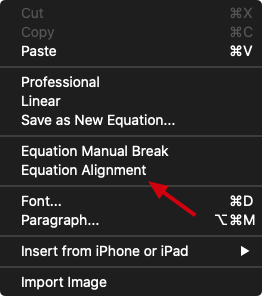 Cut ⌘X
Copy ⌘C
Paste ⌘V
Professional
Linear
Save as New Equation...
Equation Manual Break
Equation Alignment
Font... ⌘D
Paragraph... ⌥⌘M
Insert from iPhone or iPad
Import Image